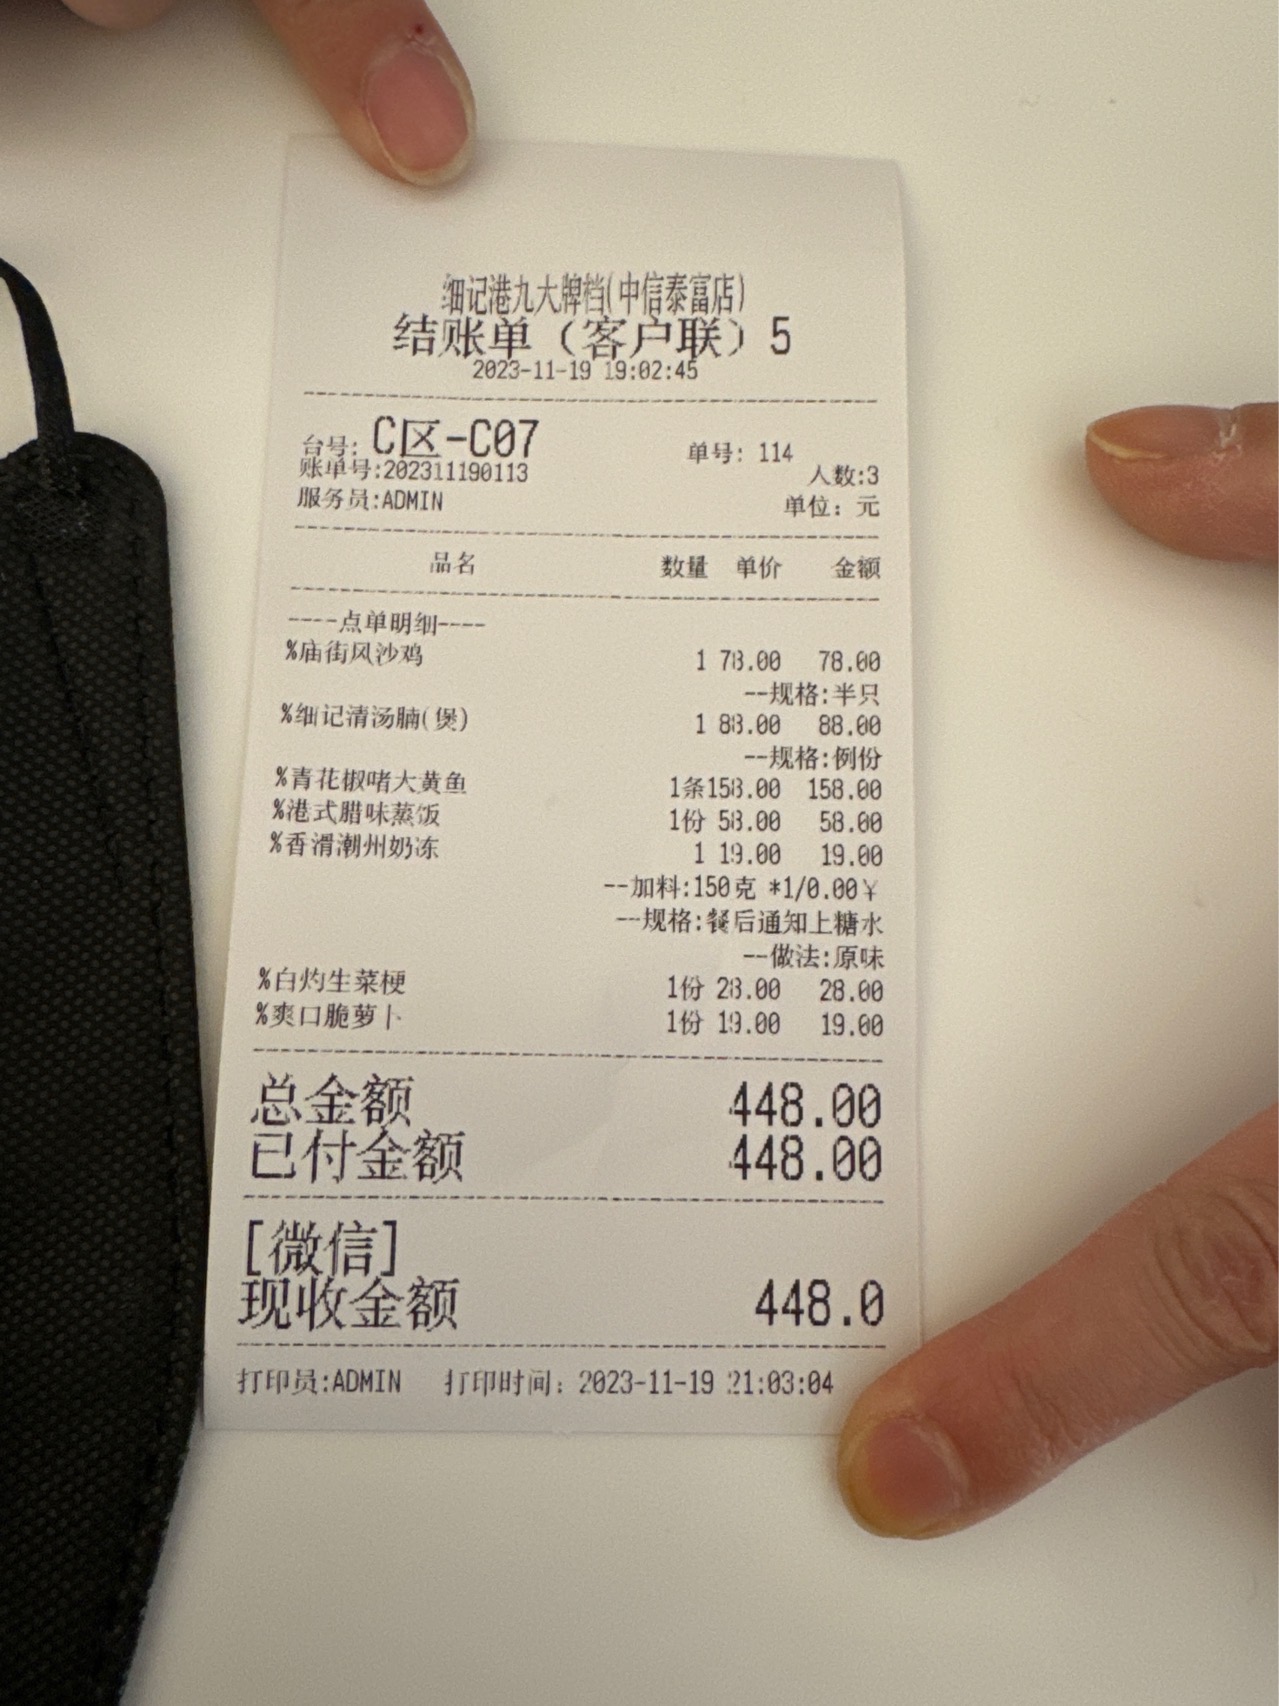 细记港九大牌档(中信泰富店)
结账单（客户联）5
2023-11-19 19:02:45
台号: C区-C07 单号: 114
账单号:202311190113 人数:3
服务员:ADMIN 单位: 元
品名 数量 单价 金额
----点单明细----
%庙街风沙鸡 1 78.00 78.00
--规格:半只
%细记清汤腩(煲) 1 88.00 88.00
--规格:例份
%青花椒啫大黄鱼 1条158.00 158.00
%港式腊味蒸饭 1份 58.00 58.00
%香滑潮州奶冻 1 19.00 19.00
--加料:150克 *1/0.00¥
--规格:餐后通知上糖水
--做法:原味
%白灼生菜梗 1份 28.00 28.00
%爽口脆萝卜 1份 19.00 19.00
总金额 448.00
已付金额 448.00
[微信]
现收金额 448.0
打印员:ADMIN 打印时间: 2023-11-19 21:03:04